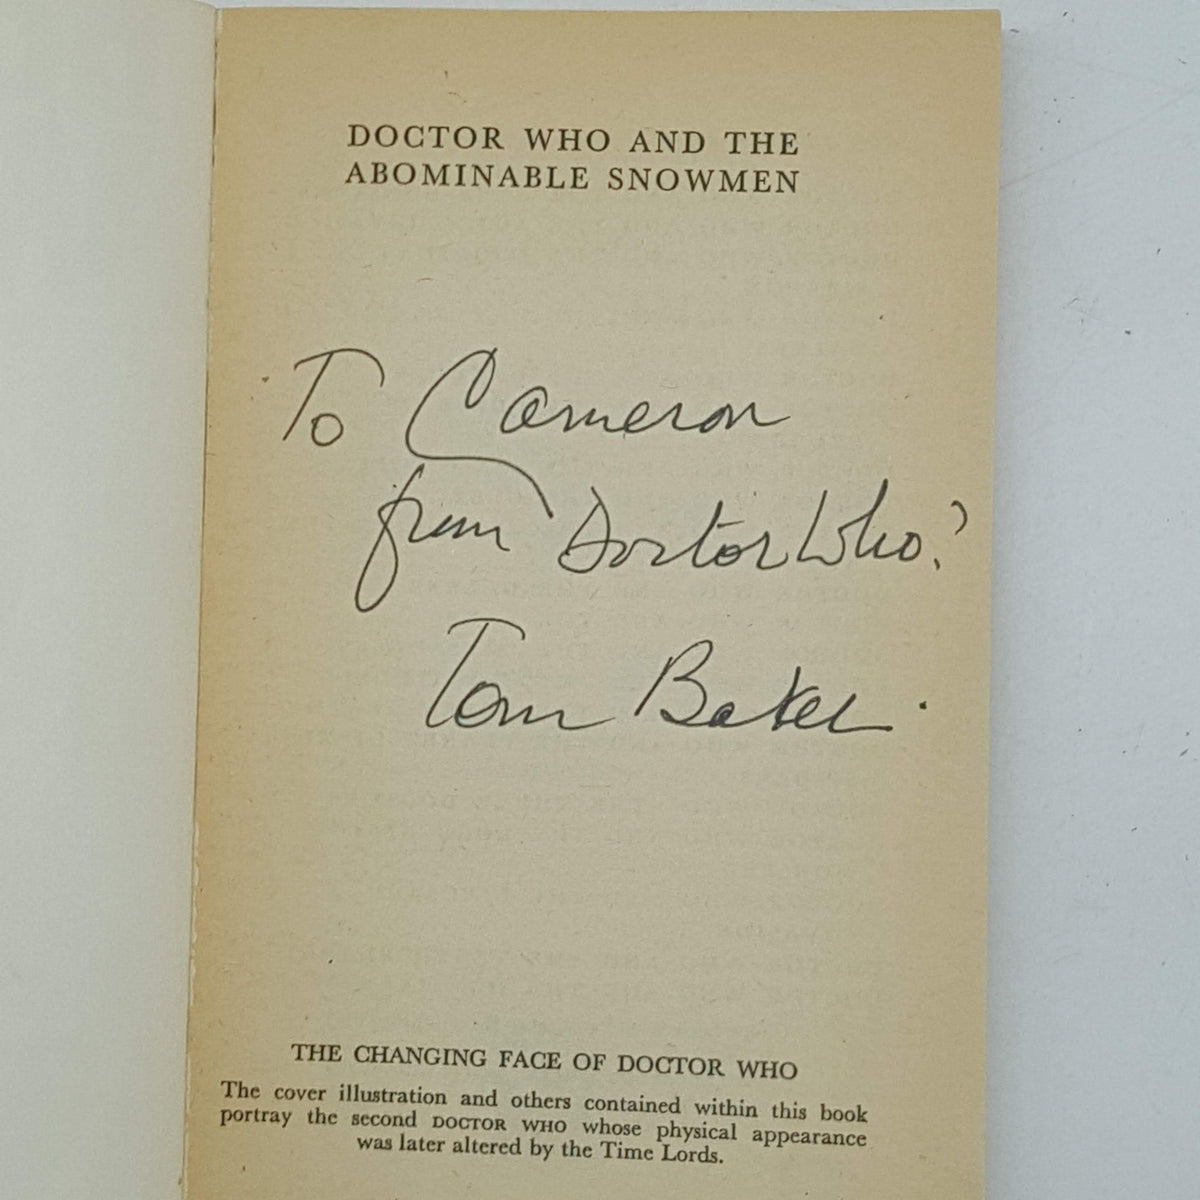 DOCTOR WHO AND THE
ABOMINABLE SNOWMEN
To Cameron
from Doctor Who?
Tom Baker.
THE CHANGING FACE OF DOCTOR WHO
The cover illustration and others contained within this book
portray the second DOCTOR WHO whose physical appearance
was later altered by the Time Lords.